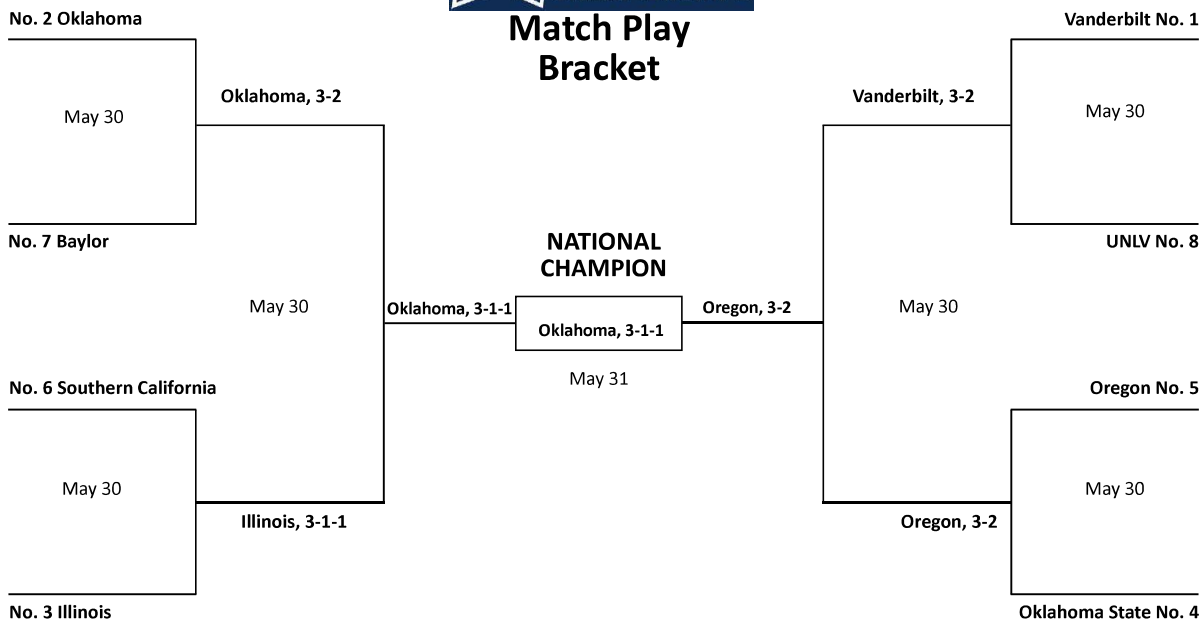 No. 2 Oklahoma
Match Play
Bracket
Vanderbilt No. 1
Oklahoma, 3-2
Vanderbilt, 3-2
May 30
May 30
No. 7 Baylor
NATIONAL
CHAMPION
UNLV No. 8
May 30
Oklahoma, 3-1-1
Oklahoma, 3-1-1
Oregon, 3-2
May 30
May 31
No. 6 Southern California
Oregon No. 5
May 30
May 30
Illinois, 3-1-1
Oregon, 3-2
No. 3 Illinois
Oklahoma State No. 4